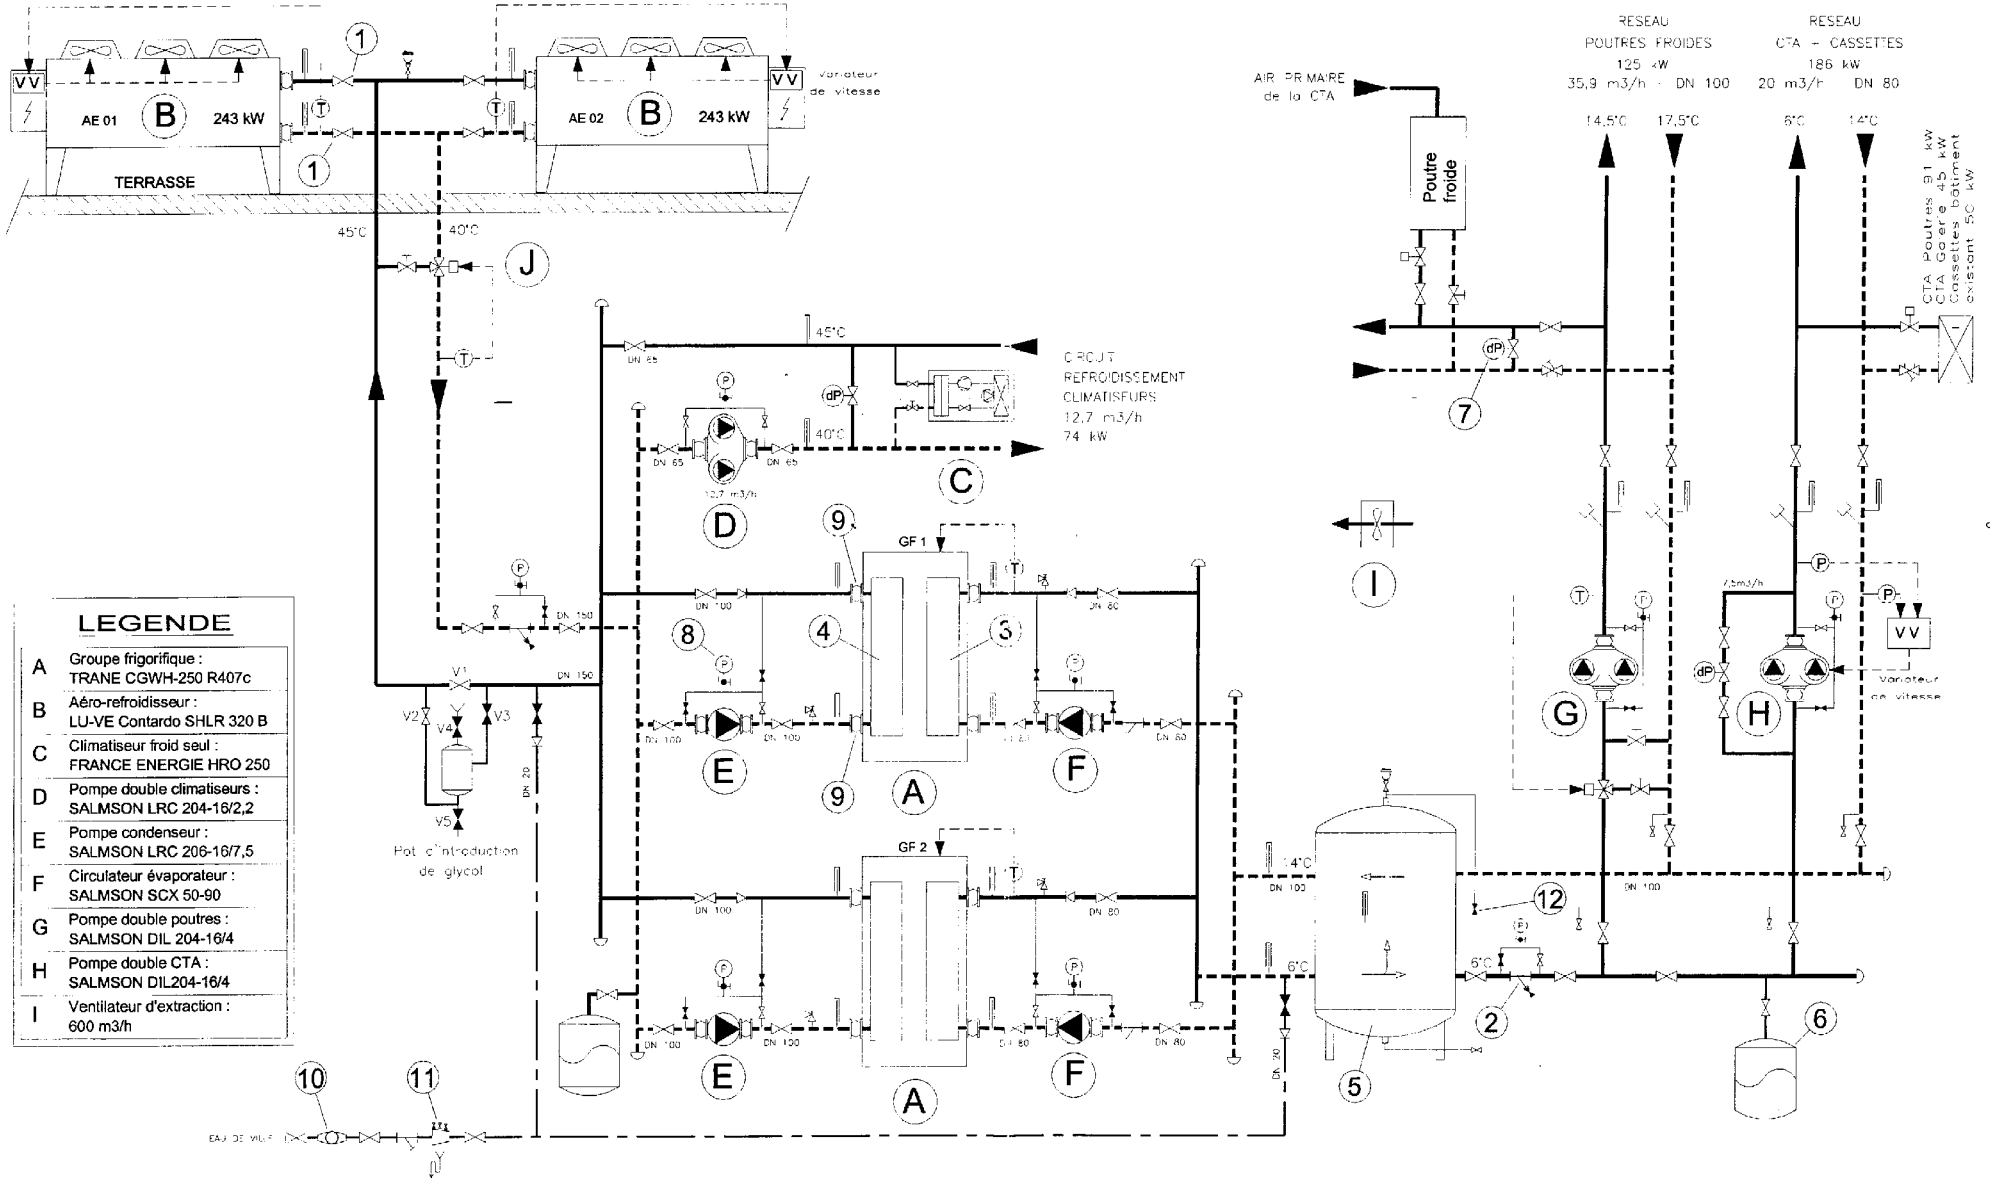 RESEAU
POUTRES FROIDES
125 kW
35,9 m3/h - DN 100
RESEAU
CTA - CASSETTES
186 kW
20 m3/h DN 80
14,5°C
17,5°C
6°C
14°C
CTA Poutres 91 kW
CTA Galerie 45 kW
Cassettes bâtiment
existant 50 kW
AIR PRIMAIRE
de la CTA
Poutre
froide
1
VV
AE 01
B
243 kW
T
T
AE 02
B
243 kW
VV
Variateur
de vitesse
1
TERRASSE
45°C
40°C
J
T
45°C
DN 65
CIRCUIT
REFROIDISSEMENT
CLIMATISEURS
12,7 m3/h
74 kW
P
dP
40°C
DN 65
DN 65
12,7 m3/h
D
C
dP
7
I
9
GF 1
T
P
DN 150
DN 100
DN 80
8
4
3
P
P
V1
DN 150
V2
V3
V4
V5
DN 100
DN 100
DN 80
DN 80
E
F
9
A
DN 20
Pot d'introduction
de glycol
7,5m3/h
P
P
VV
T
P
P
dP
G
H
Variateur
de vitesse
GF 2
T
DN 100
DN 80
14°C
DN 100
DN 100
12
P
6°C
6°C
P
P
DN 100
DN 100
DN 80
DN 80
E
F
A
DN 20
5
2
6
10
11
EAU DE VILLE
LEGENDE
A Groupe frigorifique :
TRANE CGWH-250 R407c
B Aéro-refroidisseur :
LU-VE Contardo SHLR 320 B
C Climatiseur froid seul :
FRANCE ENERGIE HRO 250
D Pompe double climatiseurs :
SALMSON LRC 204-16/2,2
E Pompe condenseur :
SALMSON LRC 206-16/7,5
F Circulateur évaporateur :
SALMSON SCX 50-90
G Pompe double poutres :
SALMSON DIL 204-16/4
H Pompe double CTA :
SALMSON DIL204-16/4
I Ventilateur d'extraction :
600 m3/h